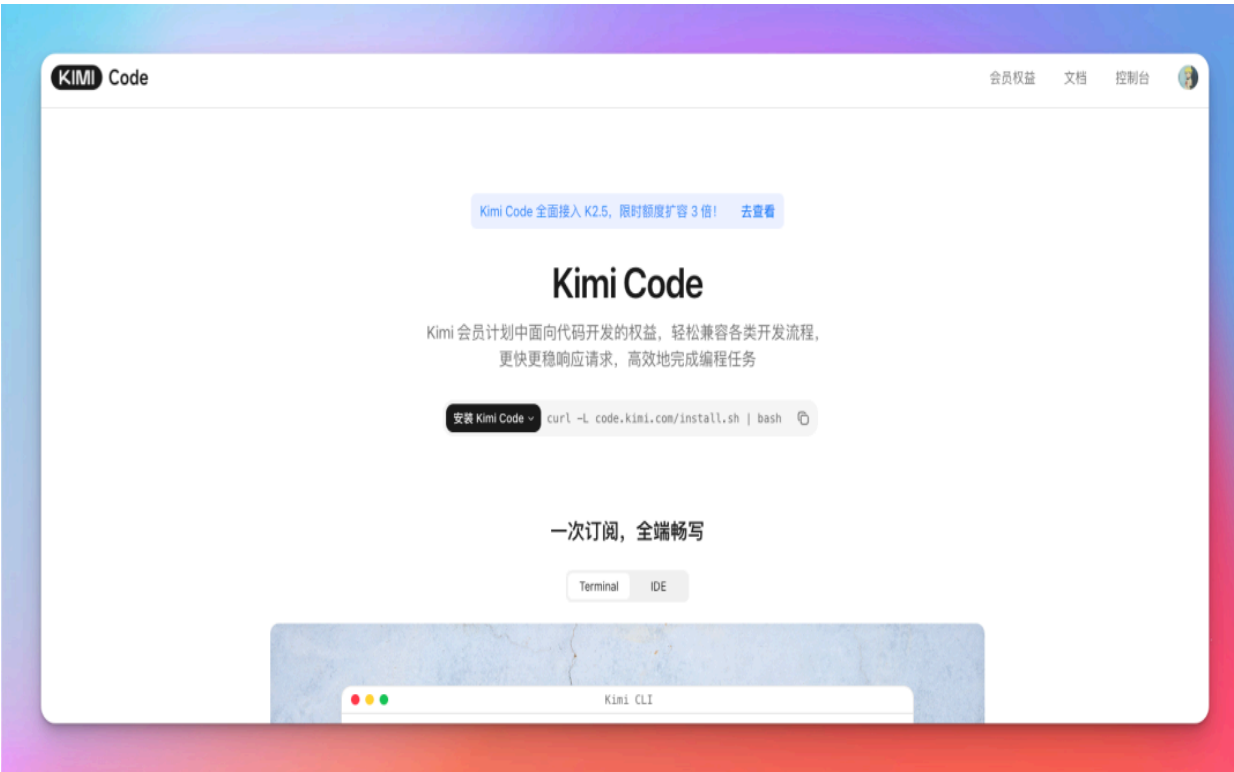 KIMI Code
会员权益 文档 控制台
Kimi Code 全面接入 K2.5，限时额度扩容 3 倍！ 去查看
Kimi Code
Kimi 会员计划中面向代码开发的权益，轻松兼容各类开发流程，
更快更稳响应请求，高效地完成编程任务
安装 Kimi Code curl -L code.kimi.com/install.sh | bash
一次订阅，全端畅写
Terminal IDE
Kimi CLI